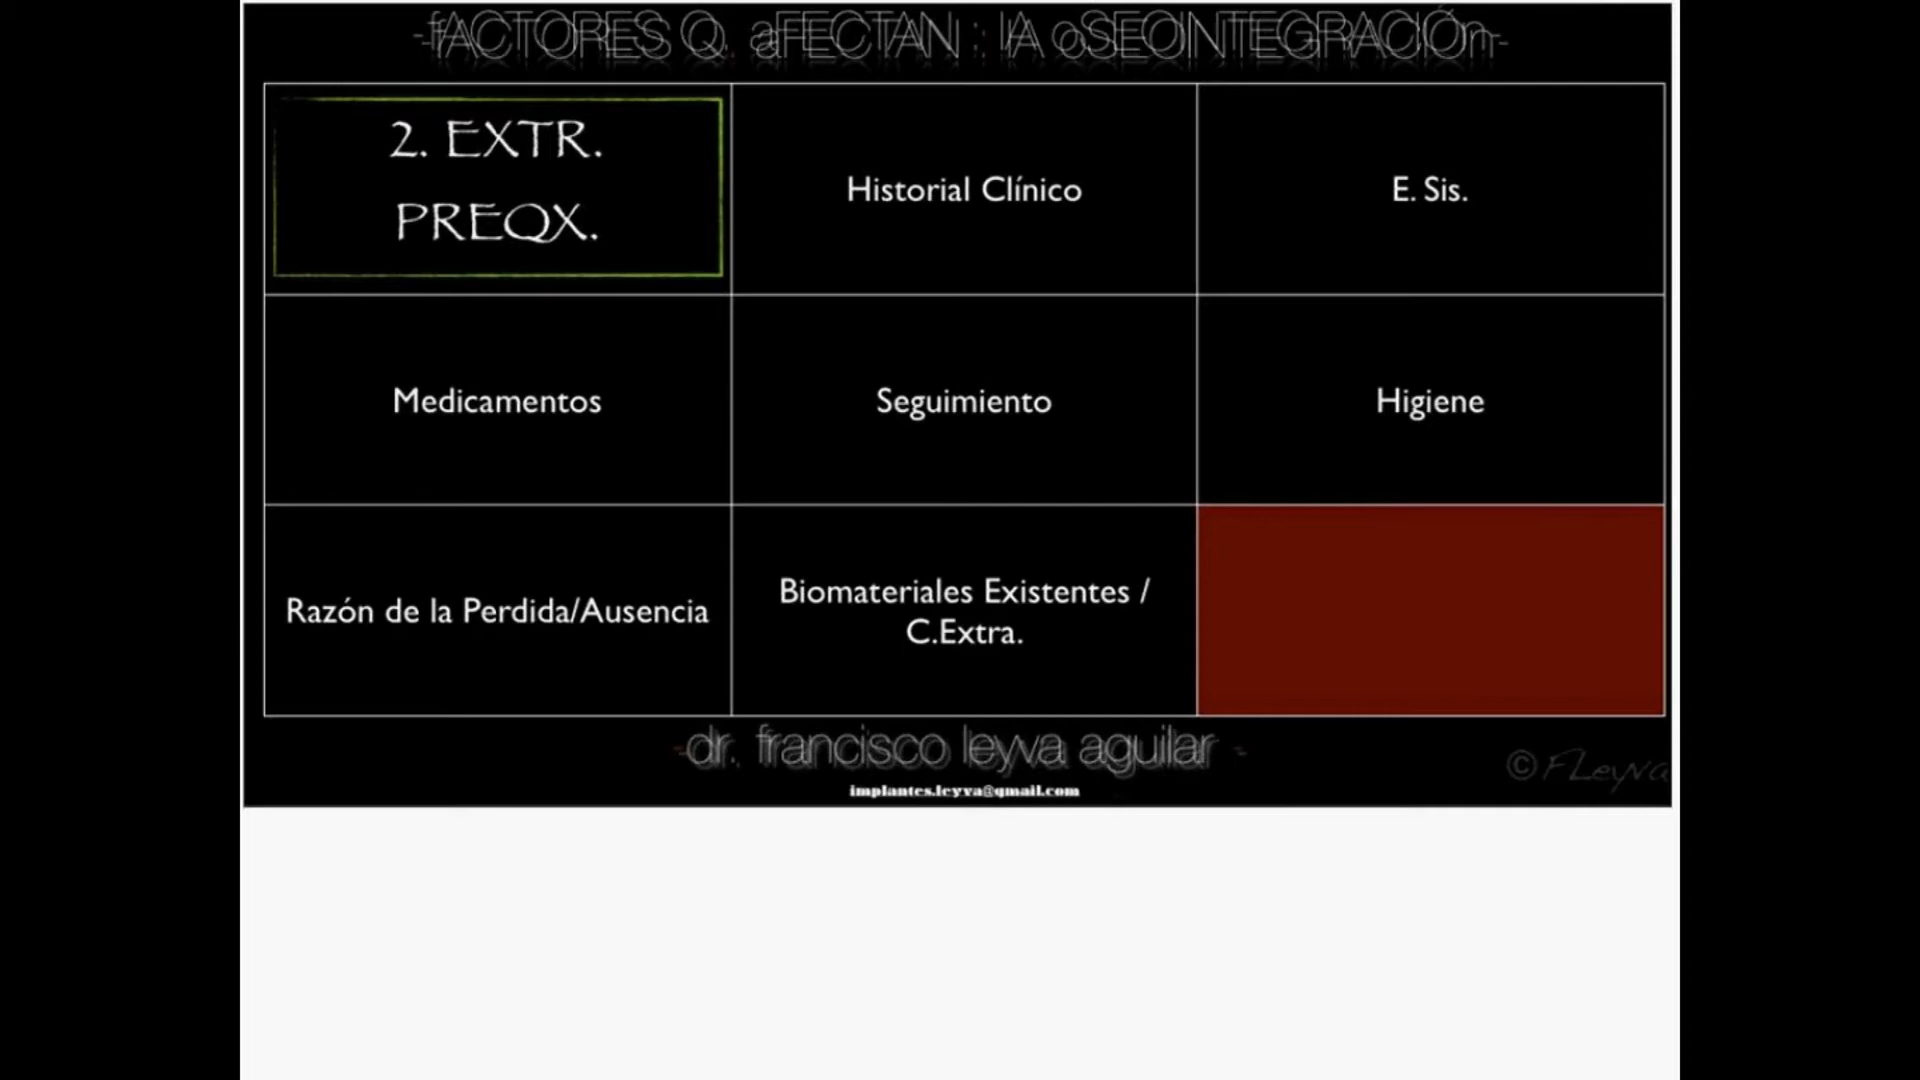 -fACTORES Q. aFECTAN : lA oSEOINTEGRACIÓn-
2. EXTR.
PREQX.
Historial Clínico
E. Sis.
Medicamentos
Seguimiento
Higiene
Razón de la Perdida/Ausencia
Biomateriales Existentes /
C.Extra.
-dr. francisco leyva aguilar -
implantes.leyva@gmail.com
©FLeyva